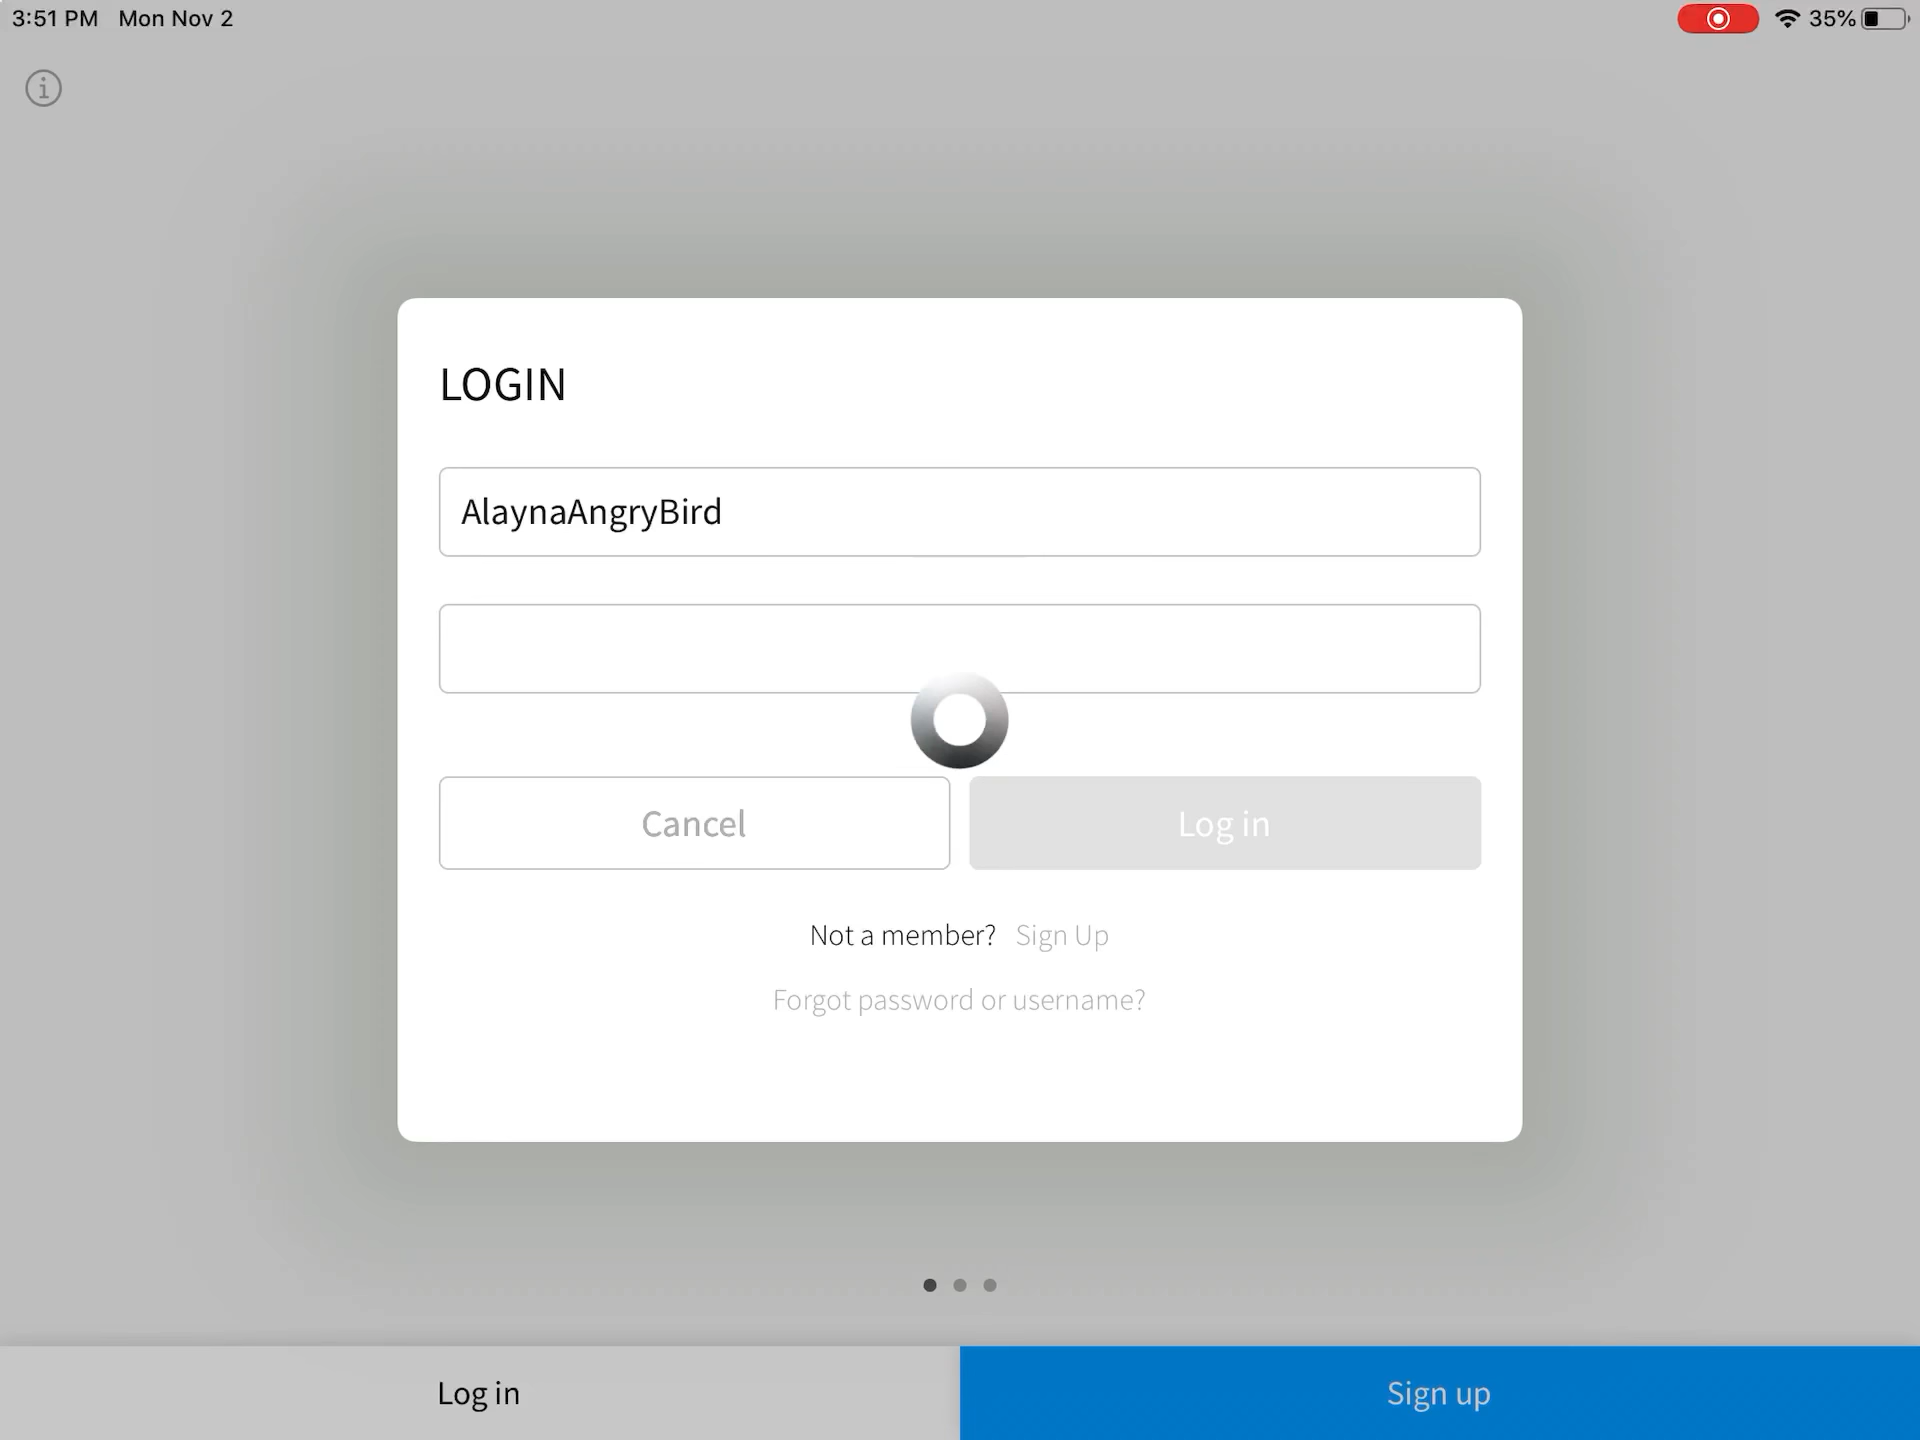 3:51 PM Mon Nov 2
35%
LOGIN
AlaynaAngryBird
Cancel
Log in
Not a member? Sign Up
Forgot password or username?
Log in
Sign up